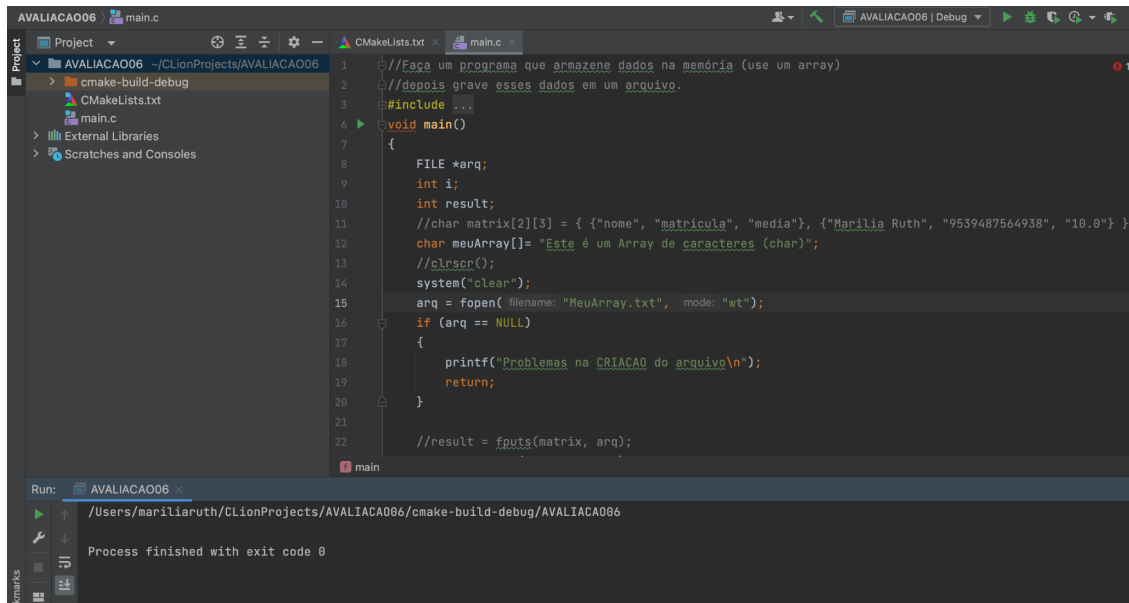 AVALIACAO06 main.c AVALIACAO06 | Debug
Project
Project CMakeLists.txt main.c
AVALIACAO06 ~/CLionProjects/AVALIACAO06
cmake-build-debug
CMakeLists.txt
main.c
External Libraries
Scratches and Consoles
1 //Faça um programa que armazene dados na memória (use um array)
2 //depois grave esses dados em um arquivo.
3 #include ...
6 void main()
7 {
8 FILE *arq;
9 int i;
10 int result;
11 //char matrix[2][3] = { {"nome", "matricula", "media"}, {"Marilia Ruth", "9539487564938", "10.0"} }
12 char meuArray[]= "Este é um Array de caracteres (char)";
13 //clrscr();
14 system("clear");
15 arq = fopen( filename: "MeuArray.txt", mode: "wt");
16 if (arq == NULL)
17 {
18 printf("Problemas na CRIACAO do arquivo\n");
19 return;
20 }
21
22 //result = fputs(matrix, arq);
main
Run: AVALIACAO06
/Users/mariliaruth/CLionProjects/AVALIACAO06/cmake-build-debug/AVALIACAO06
Process finished with exit code 0